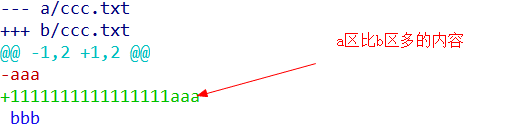 --- a/ccc.txt
+++ b/ccc.txt
@@ -1,2 +1,2 @@
a区比b区多的内容
-aaa
+1111111111111111aaa
bbb